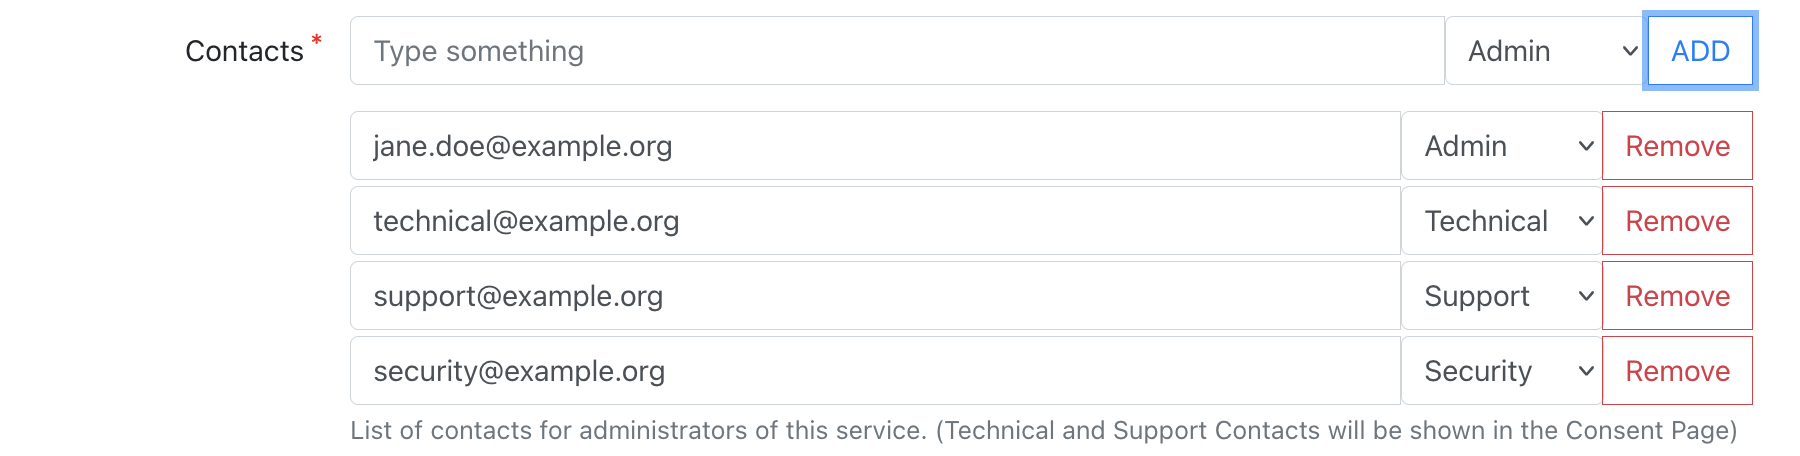 Contacts * Type something Admin ADD
jane.doe@example.org Admin Remove
technical@example.org Technical Remove
support@example.org Support Remove
security@example.org Security Remove
List of contacts for administrators of this service. (Technical and Support Contacts will be shown in the Consent Page)